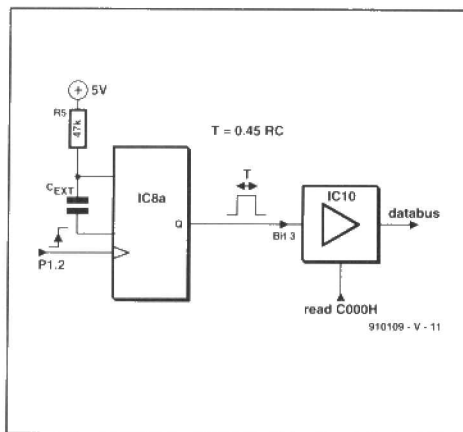 5V
R5
47k
T = 0.45 RC
CEXT
IC8a
T
IC10
Q
databus
Bit 3
P1.2
read C000H
910109 - V - 11